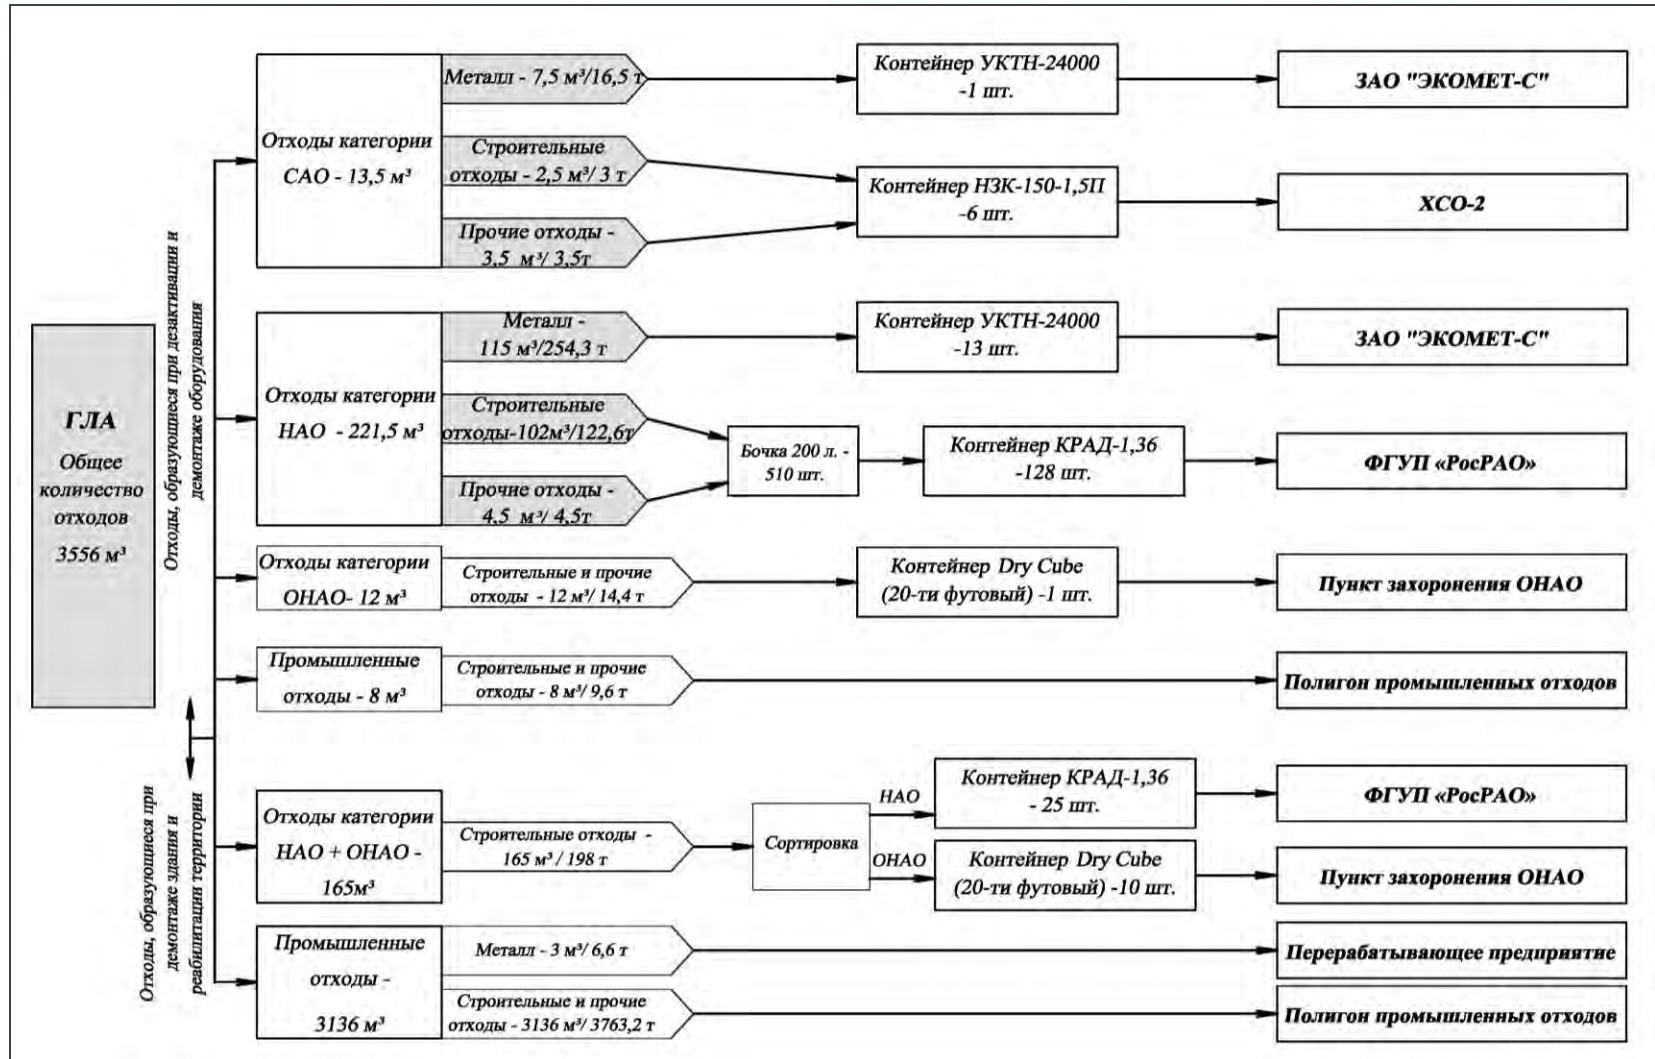 ГЛА
Общее
количество
отходов
3556 м³
Отходы, образующиеся при дезактивации и
демонтаже оборудования
Отходы категории
САО - 13,5 м³
Металл - 7,5 м³/16,5 т
Контейнер УКТН-24000
-1 шт.
ЗАО "ЭКОМЕТ-С"
Строительные
отходы - 2,5 м³/ 3 т
Прочие отходы -
3,5 м³/ 3,5т
Контейнер НЗК-150-1,5П
-6 шт.
ХСО-2
Отходы категории
НАО - 221,5 м³
Металл -
115 м³/254,3 т
Контейнер УКТН-24000
-13 шт.
ЗАО "ЭКОМЕТ-С"
Строительные
отходы-102м³/122,6т
Прочие отходы -
4,5 м³/ 4,5т
Бочка 200 л. -
510 шт.
Контейнер КРАД-1,36
-128 шт.
ФГУП «РосРАО»
Отходы категории
ОНАО- 12 м³
Строительные и прочие
отходы - 12 м³/ 14,4 т
Контейнер Dry Cube
(20-ти футовый) -1 шт.
Пункт захоронения ОНАО
Промышленные
отходы - 8 м³
Строительные и прочие
отходы - 8 м³/ 9,6 т
Полигон промышленных отходов
Отходы, образующиеся при
демонтаже здания и
реабилитации территории
Отходы категории
НАО + ОНАО -
165м³
Строительные отходы -
165 м³ / 198 т
Сортировка
НАО
Контейнер КРАД-1,36
- 25 шт.
ФГУП «РосРАО»
ОНАО
Контейнер Dry Cube
(20-ти футовый) -10 шт.
Пункт захоронения ОНАО
Промышленные
отходы -
3136 м³
Металл - 3 м³/ 6,6 т
Перерабатывающее предприятие
Строительные и прочие
отходы - 3136 м³/ 3763,2 т
Полигон промышленных отходов